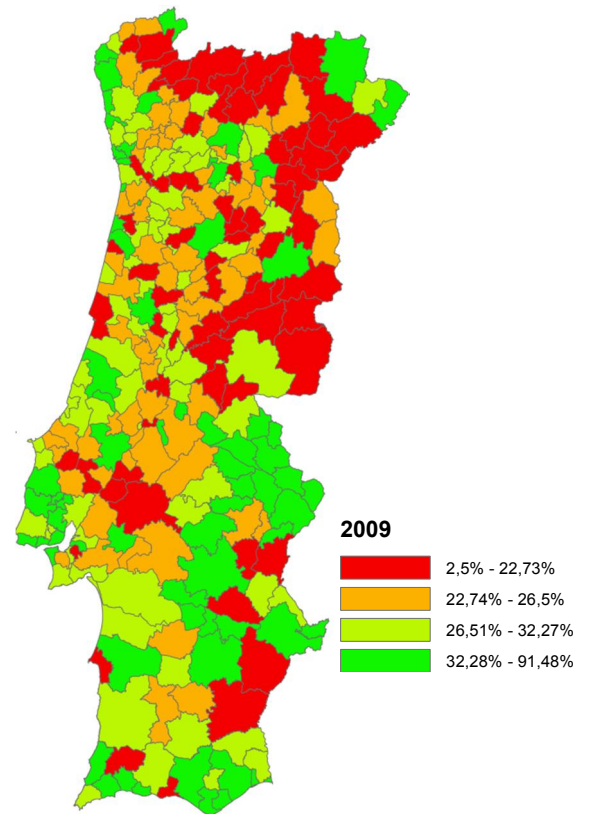 2009
2,5% - 22,73%
22,74% - 26,5%
26,51% - 32,27%
32,28% - 91,48%